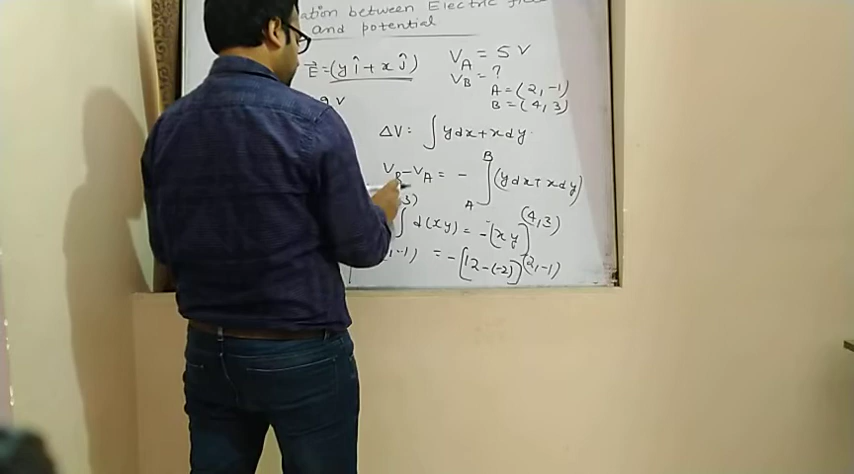 between Electric
and potential
E⃗ = (y î + x ĵ)
V_A = 5 V
V_B = ?
A = (2, -1)
B = (4, 3)
ΔV = ∫ y dx + x dy
V_B - V_A = - ∫_A^B (y dx + x dy)
∫ d(xy) = -[xy]^(4,3)_(2,-1)
= -[12-(-2)]